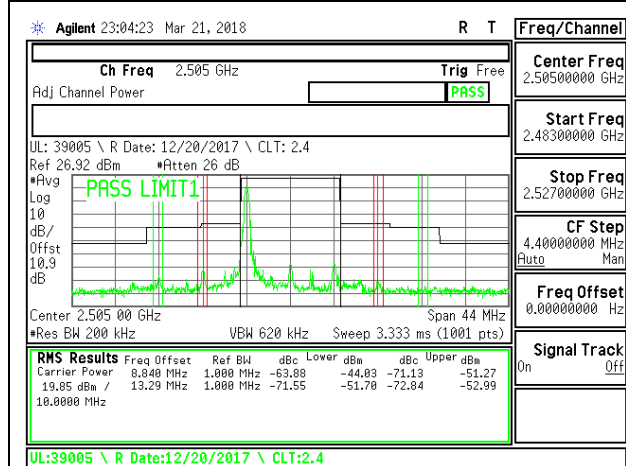 Agilent 23:04:23 Mar 21, 2018 R T
Freq/Channel
Ch Freq 2.505 GHz Trig Free
Adj Channel Power PASS
UL: 39005 \ R Date: 12/20/2017 \ CLT: 2.4
Ref 26.92 dBm #Atten 26 dB
#Avg
Log
10
dB/
Offst
10.9
dB
PASS LIMIT1
Center 2.505 00 GHz Span 44 MHz
#Res BW 200 kHz VBW 620 kHz Sweep 3.333 ms (1001 pts)
RMS Results Freq Offset Ref BW dBc Lower dBm dBc Upper dBm
Carrier Power 8.840 MHz 1.000 MHz -63.88 -44.03 -71.13 -51.27
19.85 dBm / 13.29 MHz 1.000 MHz -71.55 -51.70 -72.84 -52.99
10.0000 MHz
UL:39005 \ R Date:12/20/2017 \ CLT:2.4
Center Freq
2.50500000 GHz
Start Freq
2.48300000 GHz
Stop Freq
2.52700000 GHz
CF Step
4.40000000 MHz
Auto Man
Freq Offset
0.00000000 Hz
Signal Track
On Off